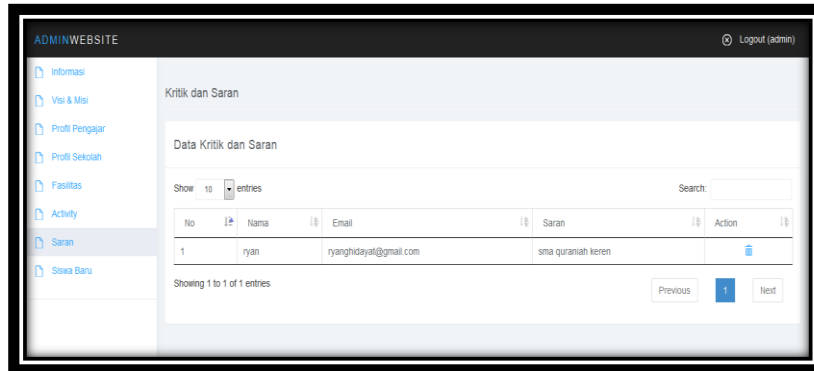 ADMINWEBSITE
Logout (admin)
Informasi
Visi & Misi
Profil Pengajar
Profil Sekolah
Fasilitas
Activity
Saran
Siswa Baru
Kritik dan Saran
Data Kritik dan Saran
Show 10 entries
Search:
No Nama Email Saran Action
1 ryan ryanghidayat@gmail.com sma quraniah keren
Showing 1 to 1 of 1 entries
Previous 1 Next